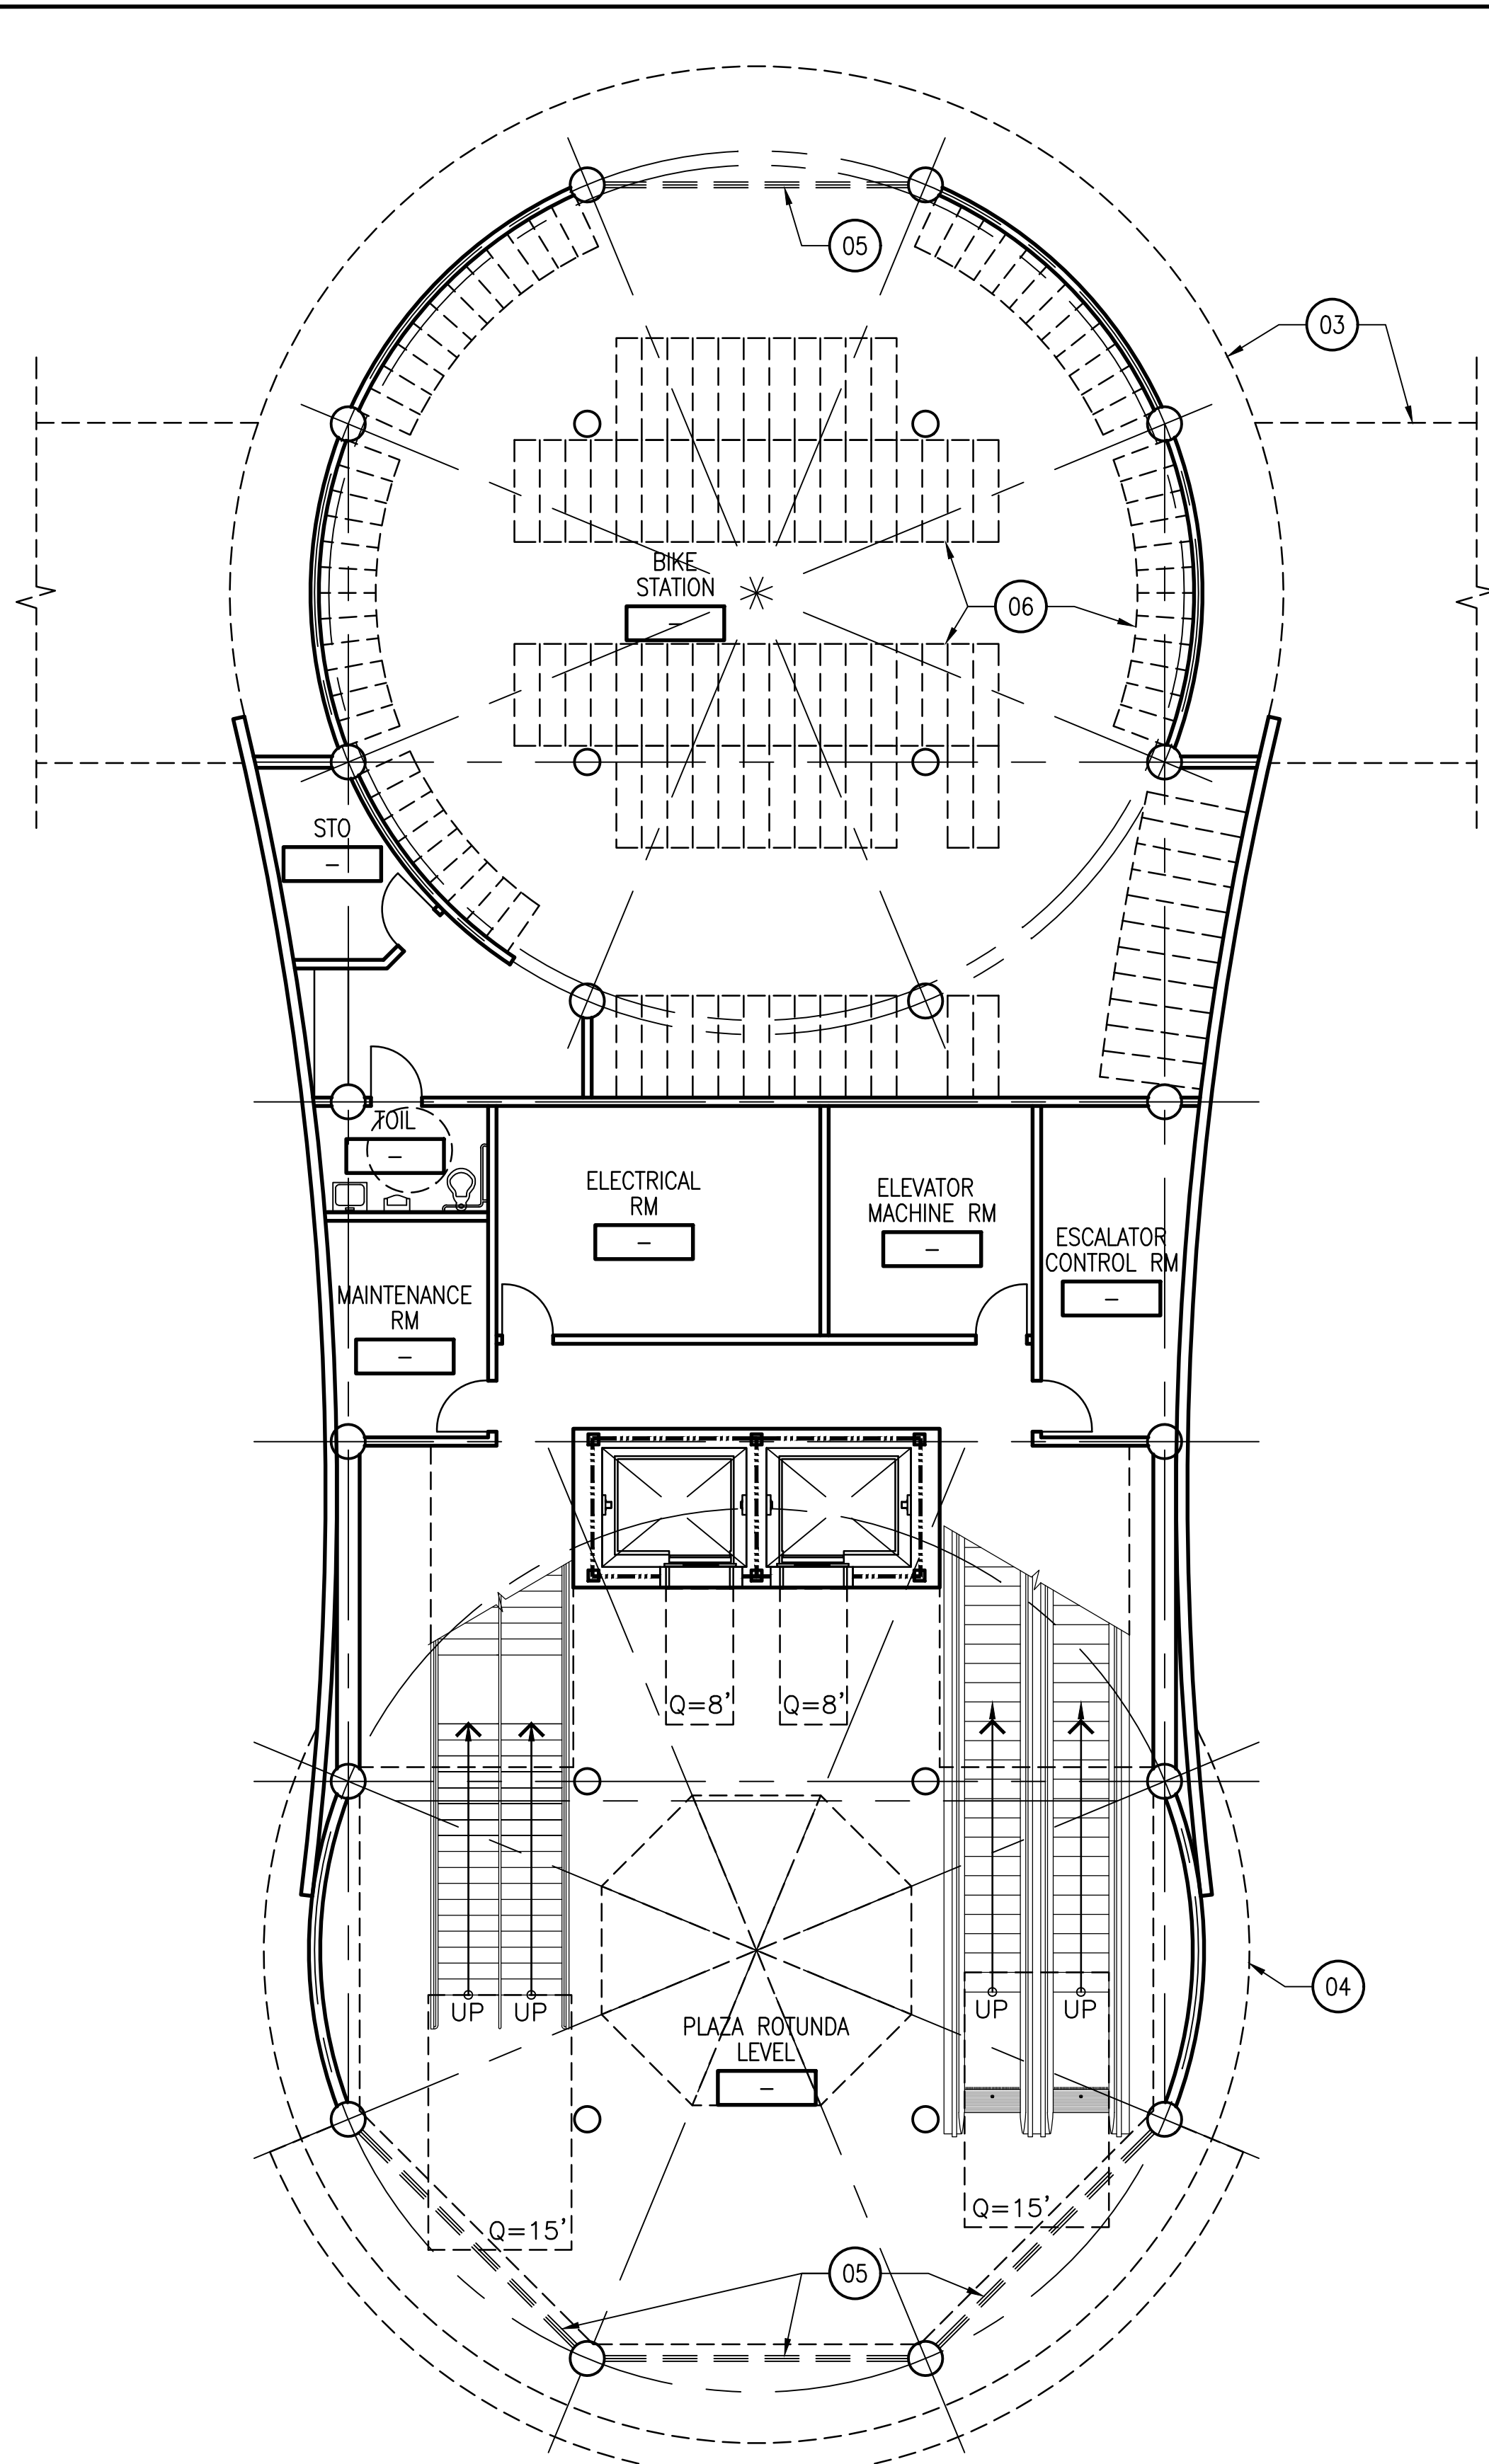 05
03
BIKE
STATION
-
06
STO
-
TOIL
-
ELECTRICAL
RM
-
ELEVATOR
MACHINE RM
-
ESCALATOR
CONTROL RM
-
MAINTENANCE
RM
-
Q=8'
Q=8'
UP
UP
UP
UP
04
PLAZA ROTUNDA
LEVEL
-
Q=15'
Q=15'
05